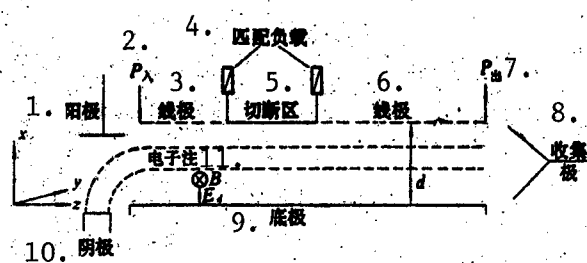 4. 匹配负载
2. P入
3. 线极
5. 切断区
6. 线极
P出 7.
1. 阳极
8. 收集极
x
y
z
电子注
B
E
d
9. 底极
10. 阴极